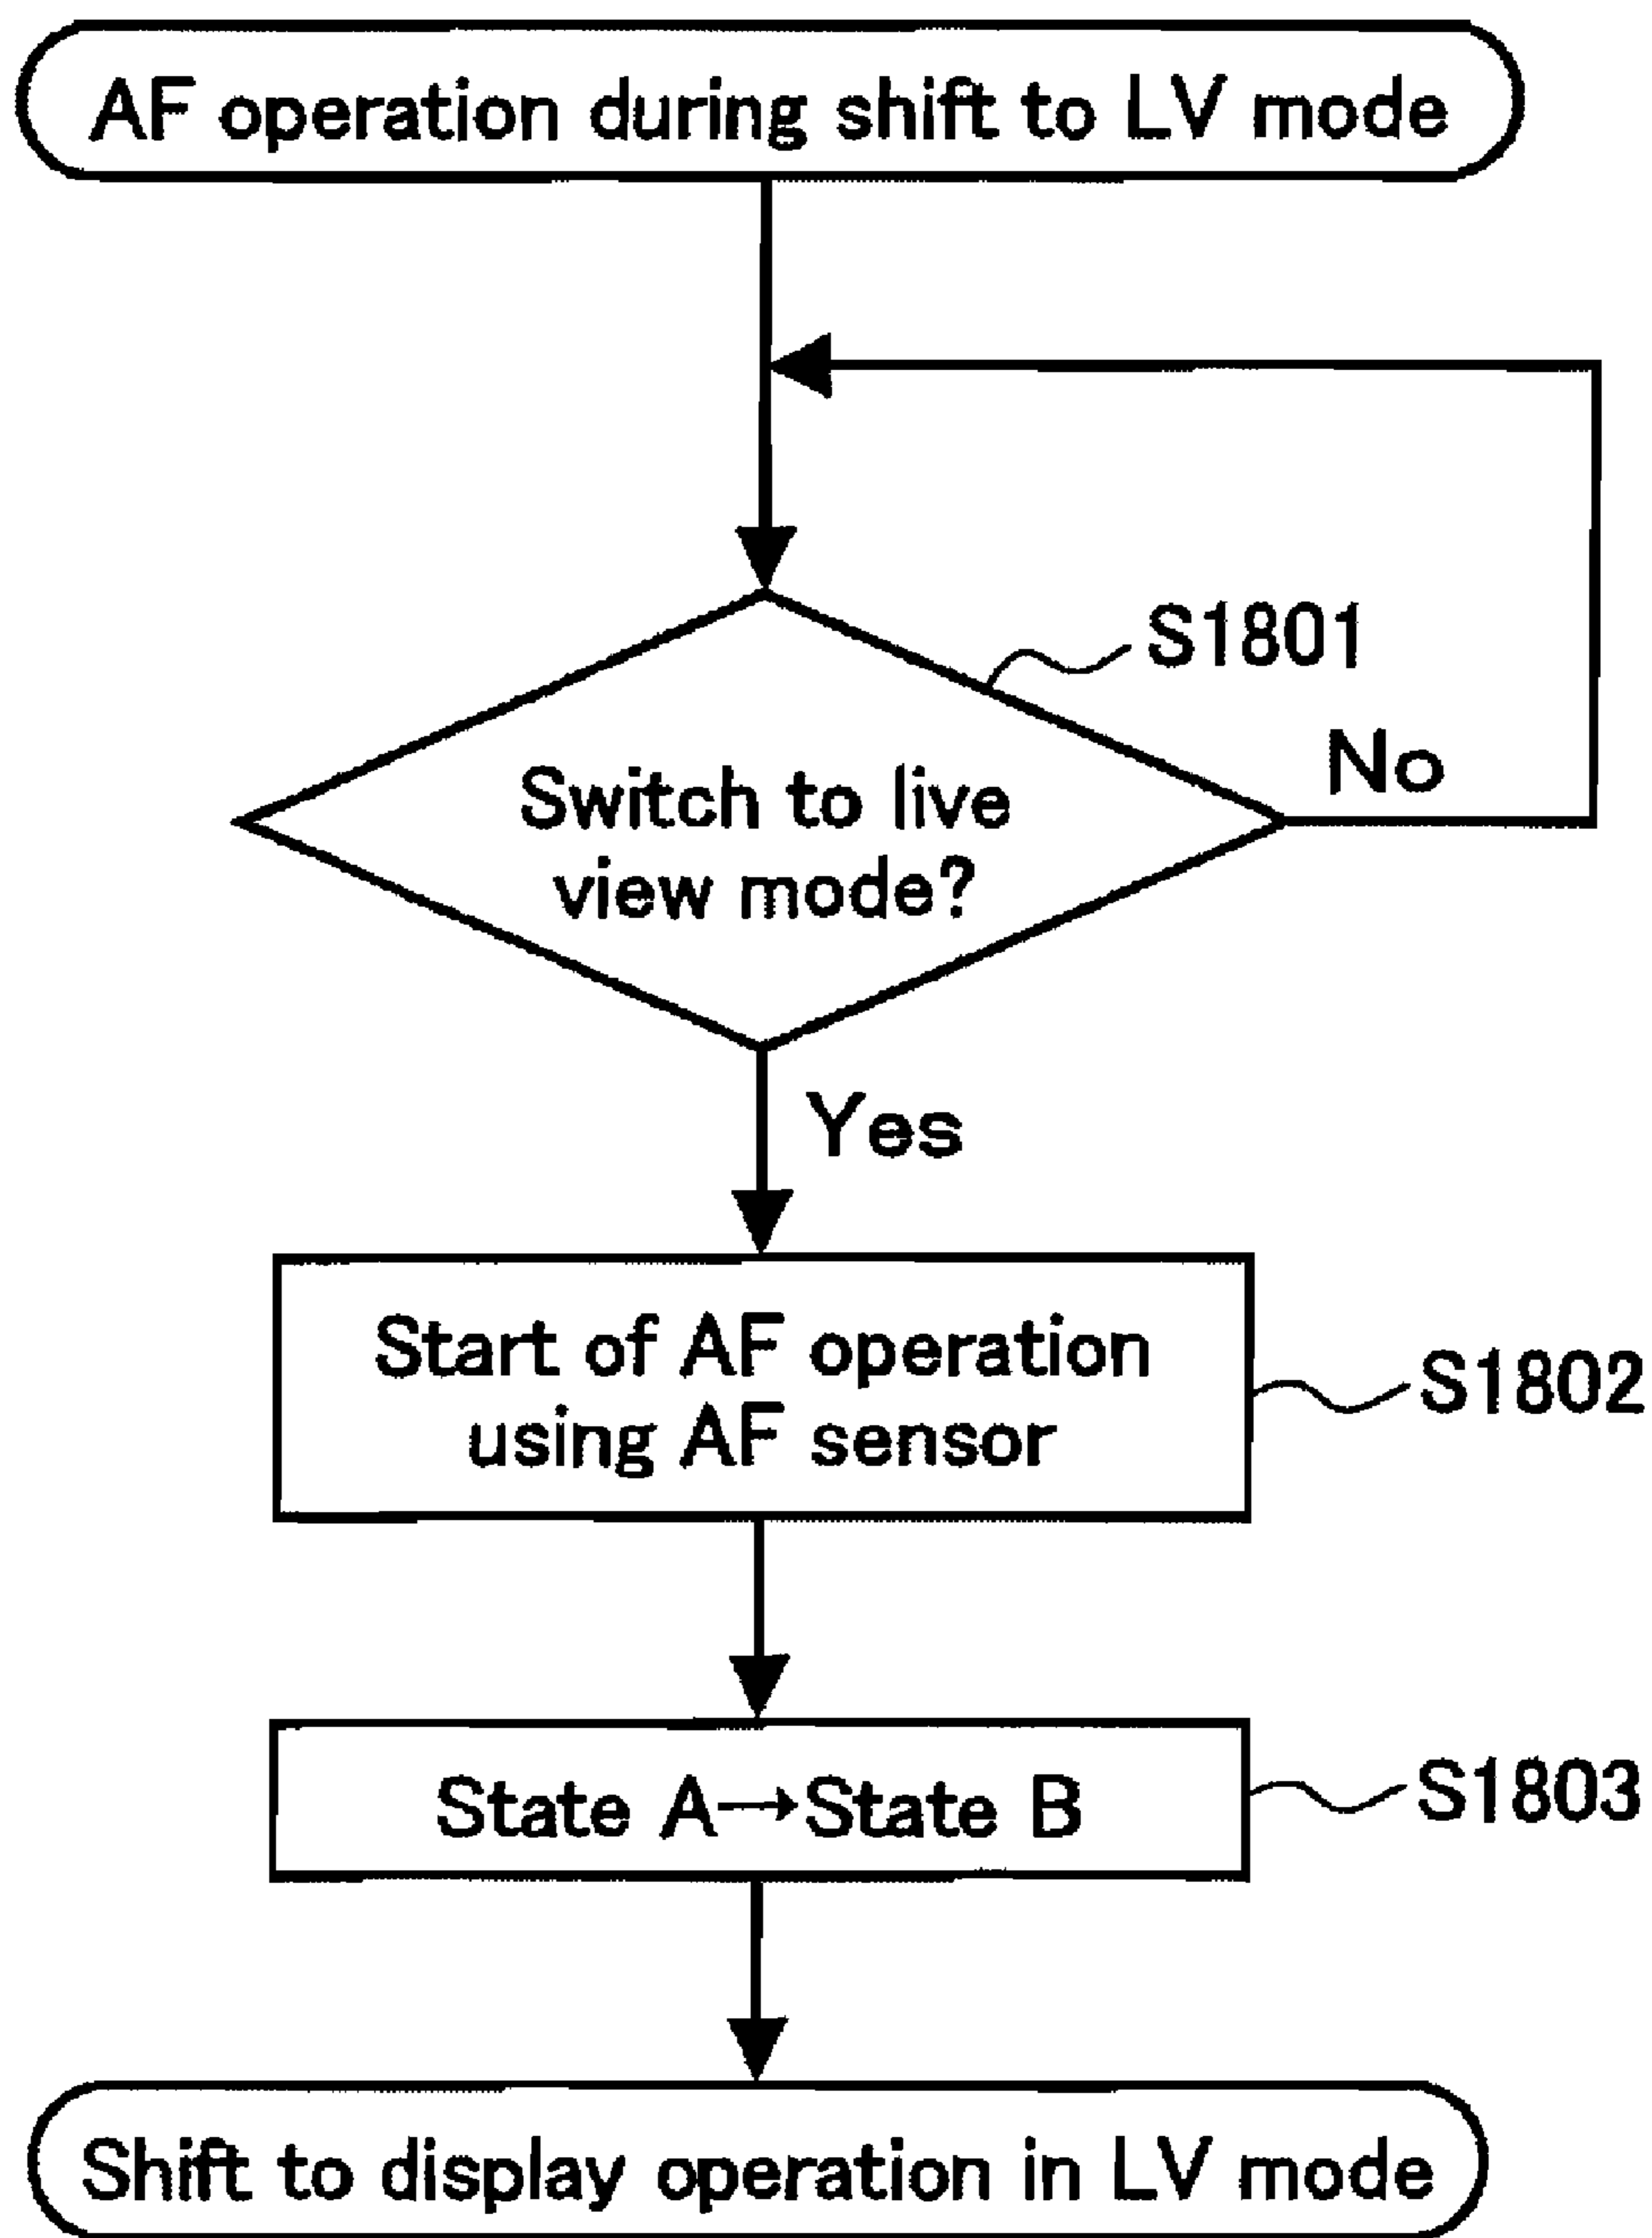 AF operation during shift to LV mode
S1801
No
Switch to live
view mode?
Yes
Start of AF operation
using AF sensor
S1802
State A→State B
S1803
Shift to display operation in LV mode